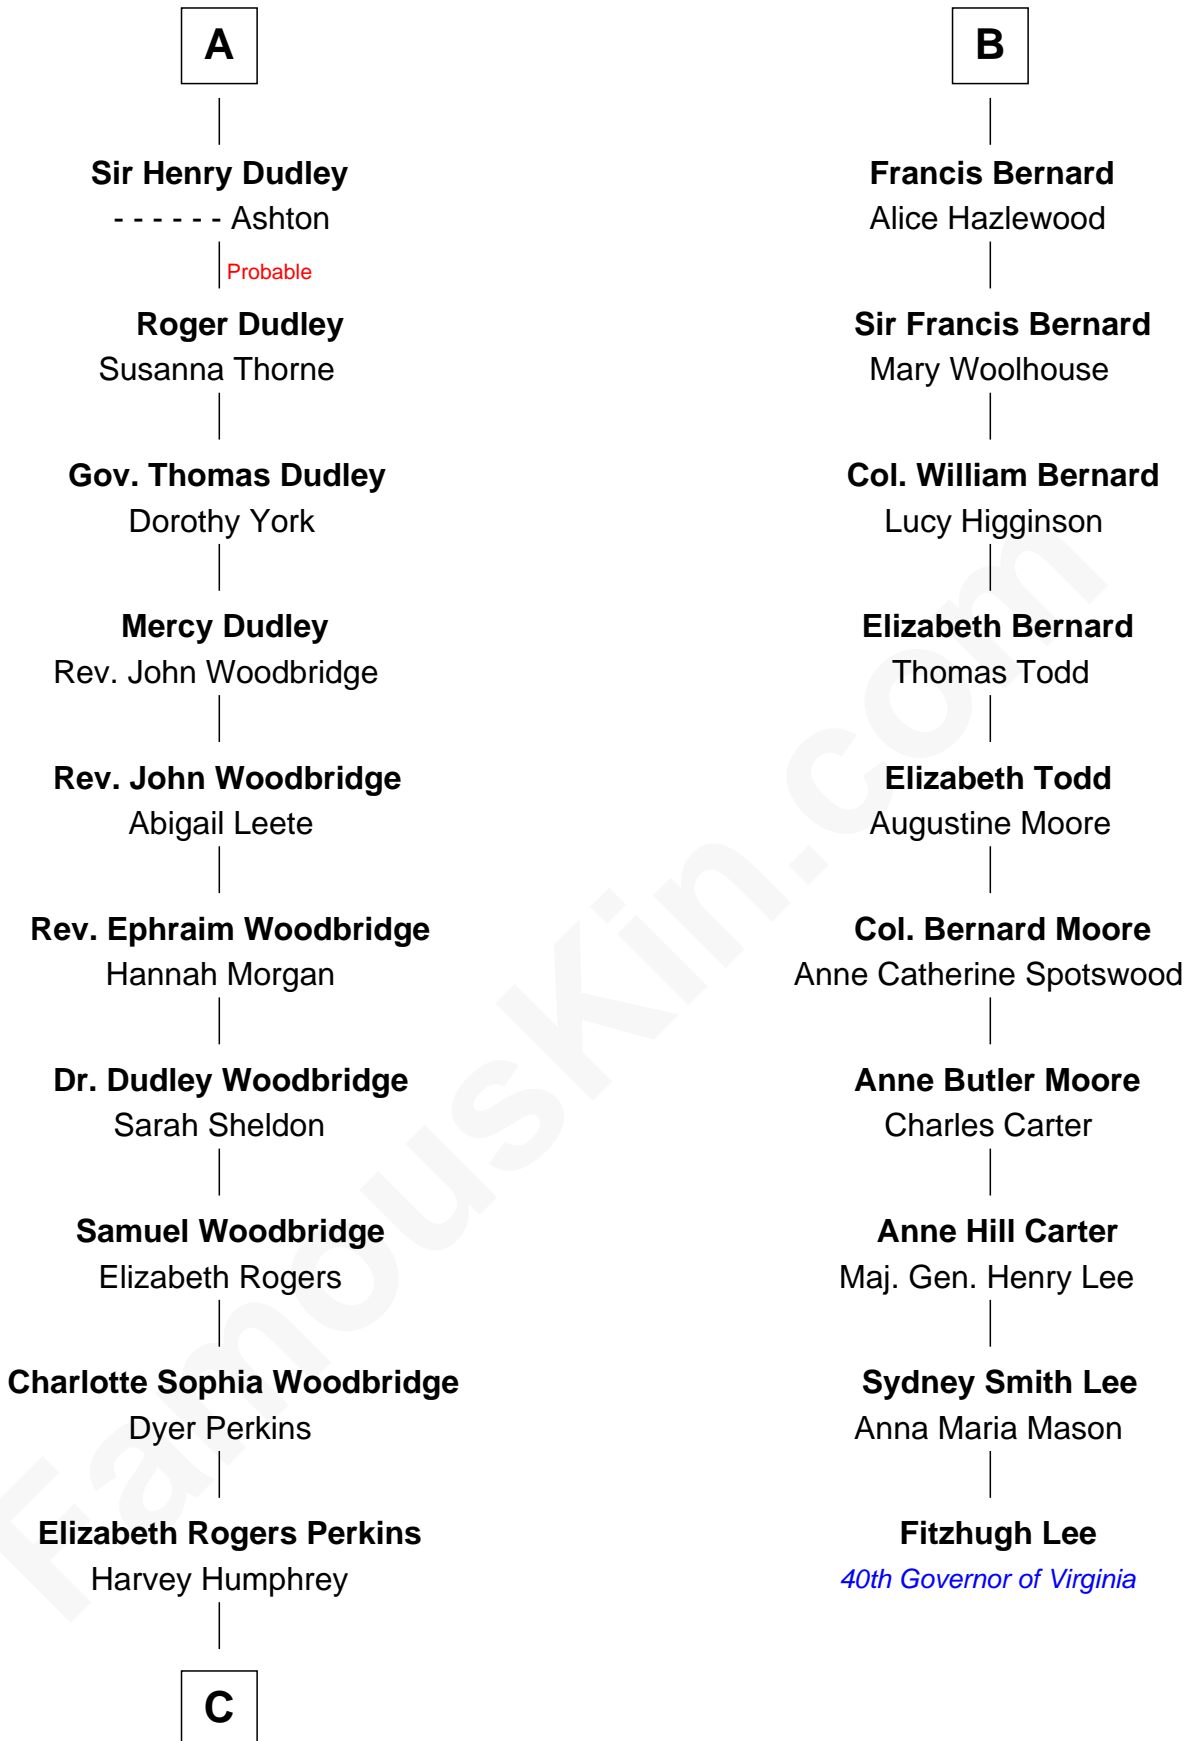 A
Sir Henry Dudley
- - - - - - Ashton
Probable
Roger Dudley
Susanna Thorne
Gov. Thomas Dudley
Dorothy York
Mercy Dudley
Rev. John Woodbridge
Rev. John Woodbridge
Abigail Leete
Rev. Ephraim Woodbridge
Hannah Morgan
Dr. Dudley Woodbridge
Sarah Sheldon
Samuel Woodbridge
Elizabeth Rogers
Charlotte Sophia Woodbridge
Dyer Perkins
Elizabeth Rogers Perkins
Harvey Humphrey
C
B
Francis Bernard
Alice Hazlewood
Sir Francis Bernard
Mary Woolhouse
Col. William Bernard
Lucy Higginson
Elizabeth Bernard
Thomas Todd
Elizabeth Todd
Augustine Moore
Col. Bernard Moore
Anne Catherine Spotswood
Anne Butler Moore
Charles Carter
Anne Hill Carter
Maj. Gen. Henry Lee
Sydney Smith Lee
Anna Maria Mason
Fitzhugh Lee
40th Governor of Virginia
FamousKin.com